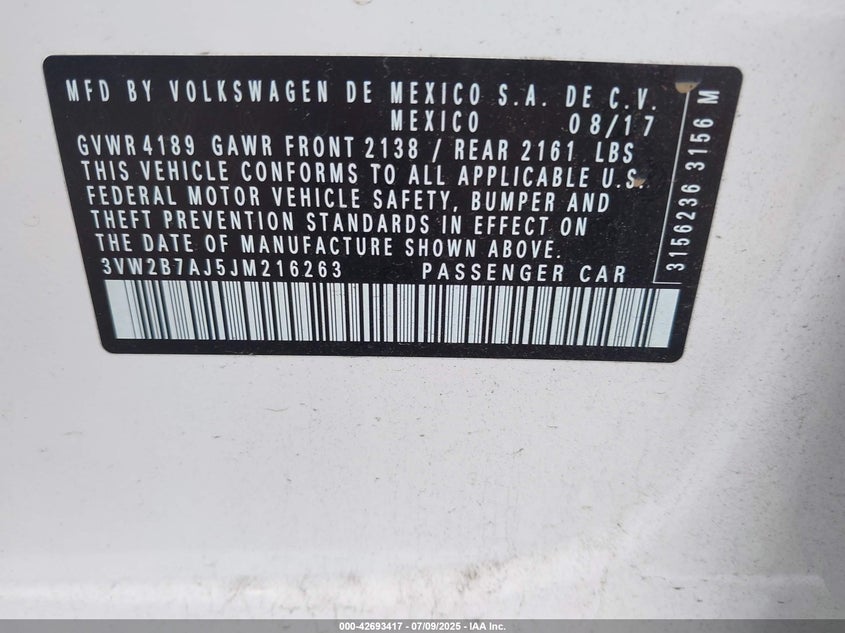 MFD BY VOLKSWAGEN DE MEXICO S.A. DE C.V.
MEXICO 08/17
GVWR 4189 GAWR FRONT 2138 / REAR 2161 LBS
THIS VEHICLE CONFORMS TO ALL APPLICABLE U.S.
FEDERAL MOTOR VEHICLE SAFETY, BUMPER AND
THEFT PREVENTION STANDARDS IN EFFECT ON
THE DATE OF MANUFACTURE SHOWN ABOVE.
3VW2B7AJ5JM216263 PASSENGER CAR
3156236 3156 M
000-42693417 / 07/09/2025 - IAA Inc.